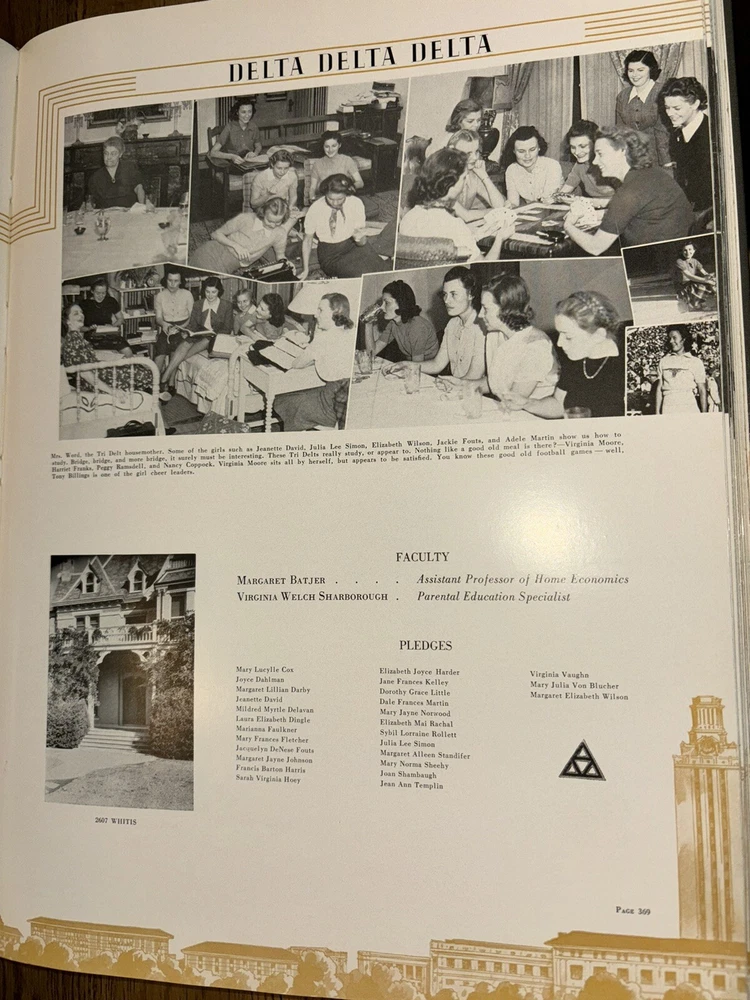 DELTA DELTA DELTA
Mrs. Word, the Tri Delt housemother. Some of the girls such as Jeanette David, Julia Lee Simon, Elizabeth Wilson, Jackie Fouts, and Adele Martin show us how to
study. Bridge, bridge, and more bridge, it surely must be interesting. These Tri Delts really study, or appear to. Nothing like a good old meal is there?—Virginia Moore,
Harriet Franks, Peggy Ramsdell, and Nancy Coppock. Virginia Moore sits all by herself, but appears to be satisfied. You know these good old football games — well,
Tony Billings is one of the girl cheer leaders.
FACULTY
MARGARET BATJER . . . . Assistant Professor of Home Economics
VIRGINIA WELCH SHARBOROUGH . Parental Education Specialist
PLEDGES
Mary Lucylle Cox
Joyce Dahlman
Margaret Lillian Darby
Jeanette David
Mildred Myrtle Delavan
Laura Elizabeth Dingle
Marianna Faulkner
Mary Frances Fletcher
Jacquelyn DeNese Fouts
Margaret Jayne Johnson
Francis Barton Harris
Sarah Virginia Hoey
Elizabeth Joyce Harder
Jane Frances Kelley
Dorothy Grace Little
Dale Frances Martin
Mary Jayne Norwood
Elizabeth Mai Rachal
Sybil Lorraine Rollett
Julia Lee Simon
Margaret Alleen Standifer
Mary Norma Sheehy
Joan Shambaugh
Jean Ann Templin
Virginia Vaughn
Mary Julia Von Blucher
Margaret Elizabeth Wilson
2607 WHITIS
PAGE 369